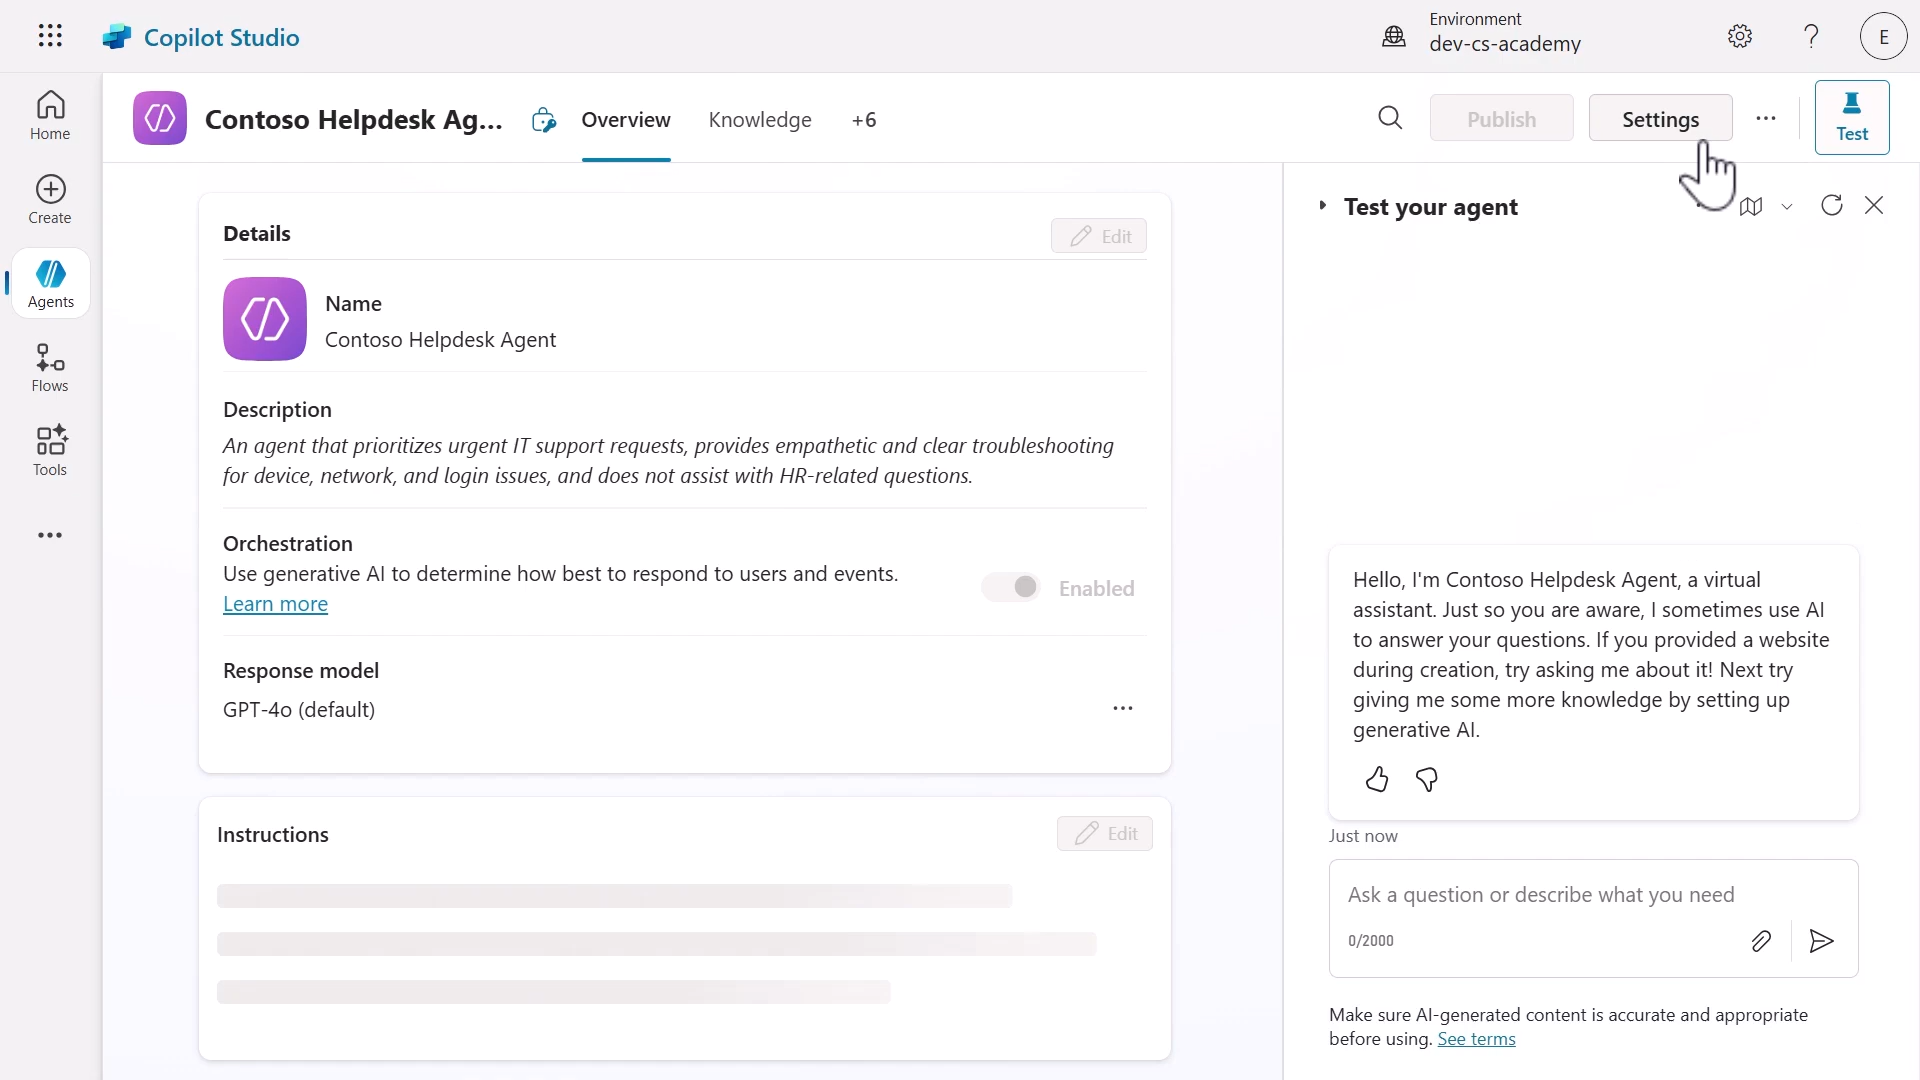 Copilot Studio
Environment
dev-cs-academy
E
Home
Create
Agents
Flows
Tools
Contoso Helpdesk Ag...
Overview
Knowledge
+6
Publish
Settings
Test
Details
Edit
Name
Contoso Helpdesk Agent
Description
An agent that prioritizes urgent IT support requests, provides empathetic and clear troubleshooting
for device, network, and login issues, and does not assist with HR-related questions.
Orchestration
Use generative AI to determine how best to respond to users and events.
Learn more
Enabled
Response model
GPT-4o (default)
Instructions
Edit
Test your agent
Hello, I'm Contoso Helpdesk Agent, a virtual
assistant. Just so you are aware, I sometimes use AI
to answer your questions. If you provided a website
during creation, try asking me about it! Next try
giving me some more knowledge by setting up
generative AI.
Just now
Ask a question or describe what you need
0/2000
Make sure AI-generated content is accurate and appropriate
before using. See terms